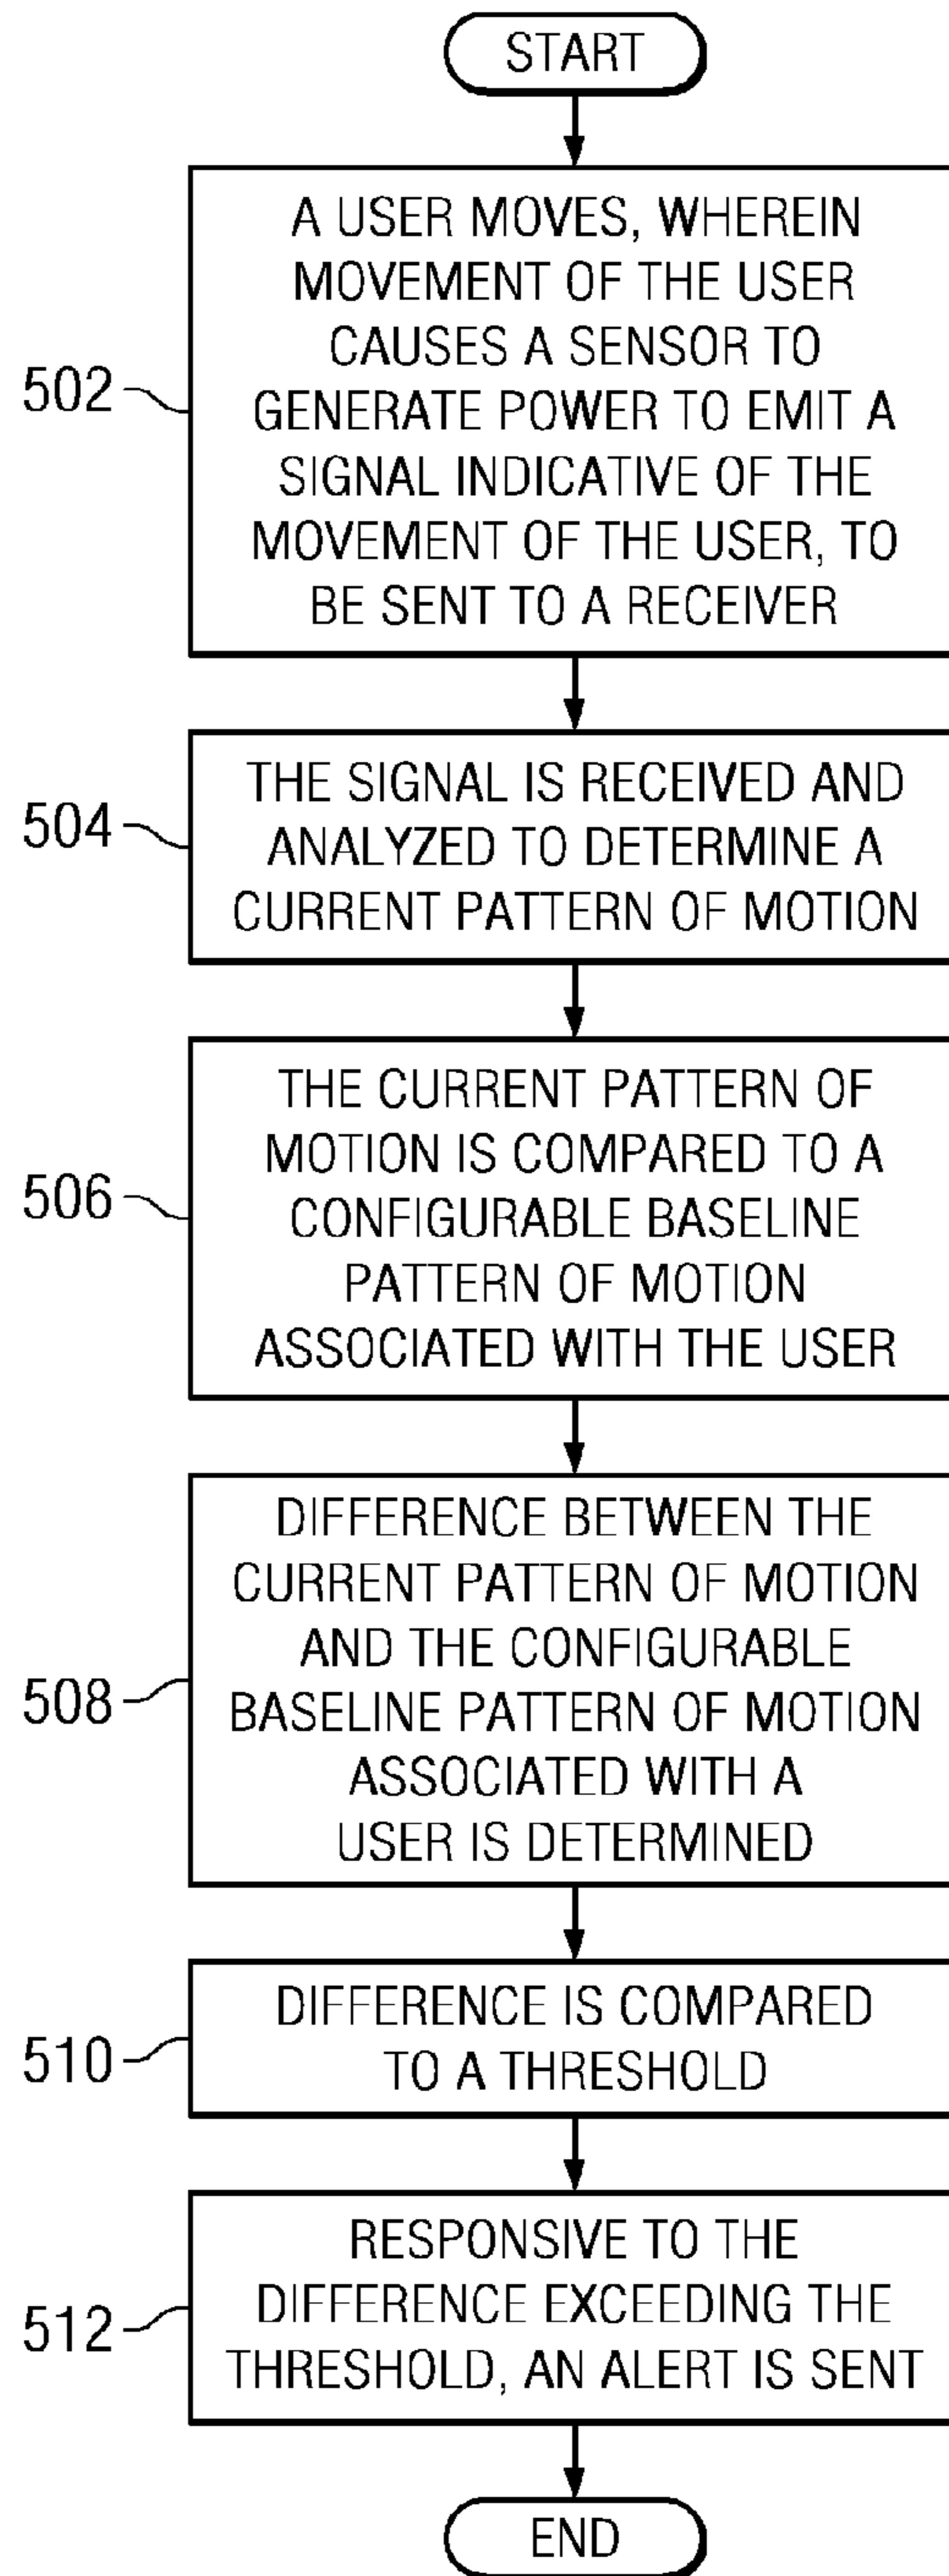 START
502
A USER MOVES, WHEREIN
MOVEMENT OF THE USER
CAUSES A SENSOR TO
GENERATE POWER TO EMIT A
SIGNAL INDICATIVE OF THE
MOVEMENT OF THE USER, TO
BE SENT TO A RECEIVER
504
THE SIGNAL IS RECEIVED AND
ANALYZED TO DETERMINE A
CURRENT PATTERN OF MOTION
506
THE CURRENT PATTERN OF
MOTION IS COMPARED TO A
CONFIGURABLE BASELINE
PATTERN OF MOTION
ASSOCIATED WITH THE USER
508
DIFFERENCE BETWEEN THE
CURRENT PATTERN OF MOTION
AND THE CONFIGURABLE
BASELINE PATTERN OF MOTION
ASSOCIATED WITH A
USER IS DETERMINED
510
DIFFERENCE IS COMPARED
TO A THRESHOLD
512
RESPONSIVE TO THE
DIFFERENCE EXCEEDING THE
THRESHOLD, AN ALERT IS SENT
END